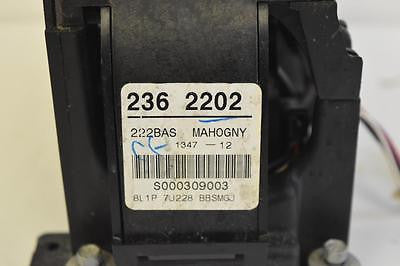 236 2202
222BAS MAHOGNY
1347 - 12
S000309003
8L1P 7U228 BBSMGJ